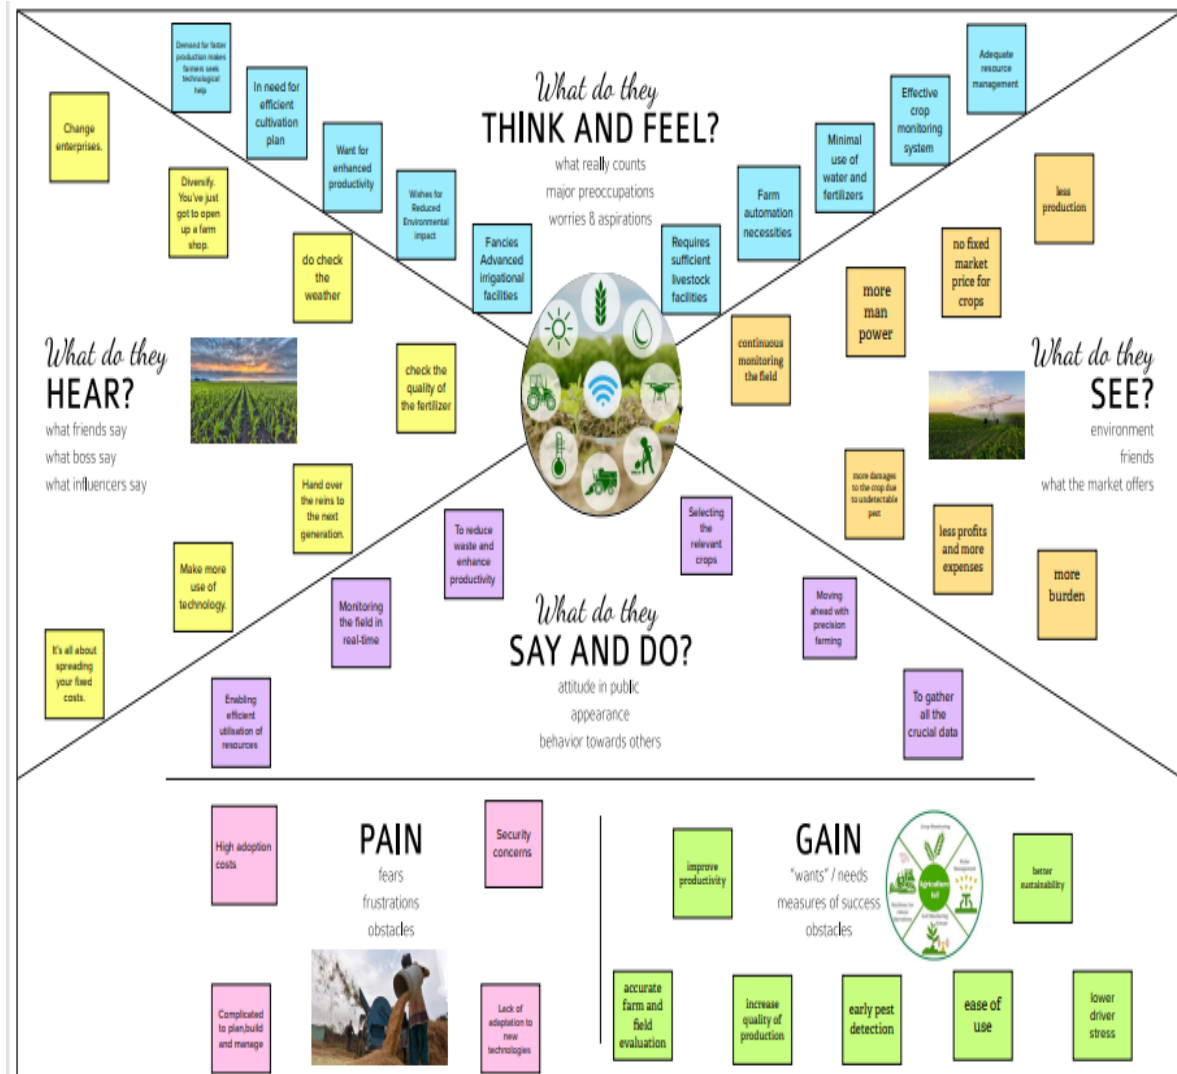 What do they
THINK AND FEEL?
what really counts
major preoccupations
worries & aspirations
Demand for faster
production makes
farmers seek
technological
help
In need for
efficient
cultivation
plan
Want for
enhanced
productivity
Wishes for
Reduced
Environmental
impact
Fancies
Advanced
irrigational
facilities
Requires
sufficient
livestock
facilities
Farm
automation
necessities
Minimal
use of
water and
fertilizers
Effective
crop
monitoring
system
Adequate
resource
management
What do they
HEAR?
what friends say
what boss say
what influencers say
Change
enterprises.
Diversify.
You've just
got to open
up a farm
shop.
do check
the
weather
check the
quality of
the fertilizer
Hand over
the reins to
the next
generation.
Make more
use of
technology.
It's all about
spreading
your fixed
costs.
What do they
SEE?
environment
friends
what the market offers
less
production
no fixed
market
price for
crops
more
man
power
continuous
monitoring
the field
more damages
to the crop due
to undetectable
pest
less profits
and more
expenses
more
burden
What do they
SAY AND DO?
attitude in public
appearance
behavior towards others
To reduce
waste and
enhance
productivity
Monitoring
the field in
real-time
Enabling
efficient
utilisation of
resources
Selecting
the
relevant
crops
Moving
ahead with
precision
farming
To gather
all the
crucial data
PAIN
fears
frustrations
obstacles
High adoption
costs
Security
concerns
Complicated
to plan,build
and manage
Lack of
adaptation to
new
technologies
GAIN
"wants" / needs
measures of success
obstacles
improve
productivity
Agriculture
IoT
better
sustainability
accurate
farm and
field
evaluation
increase
quality of
production
early pest
detection
ease of
use
lower
driver
stress